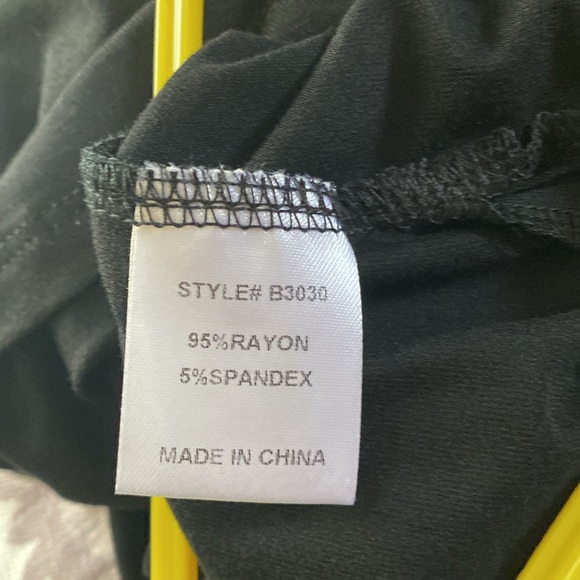 STYLE# B3030
95%RAYON
5%SPANDEX
MADE IN CHINA